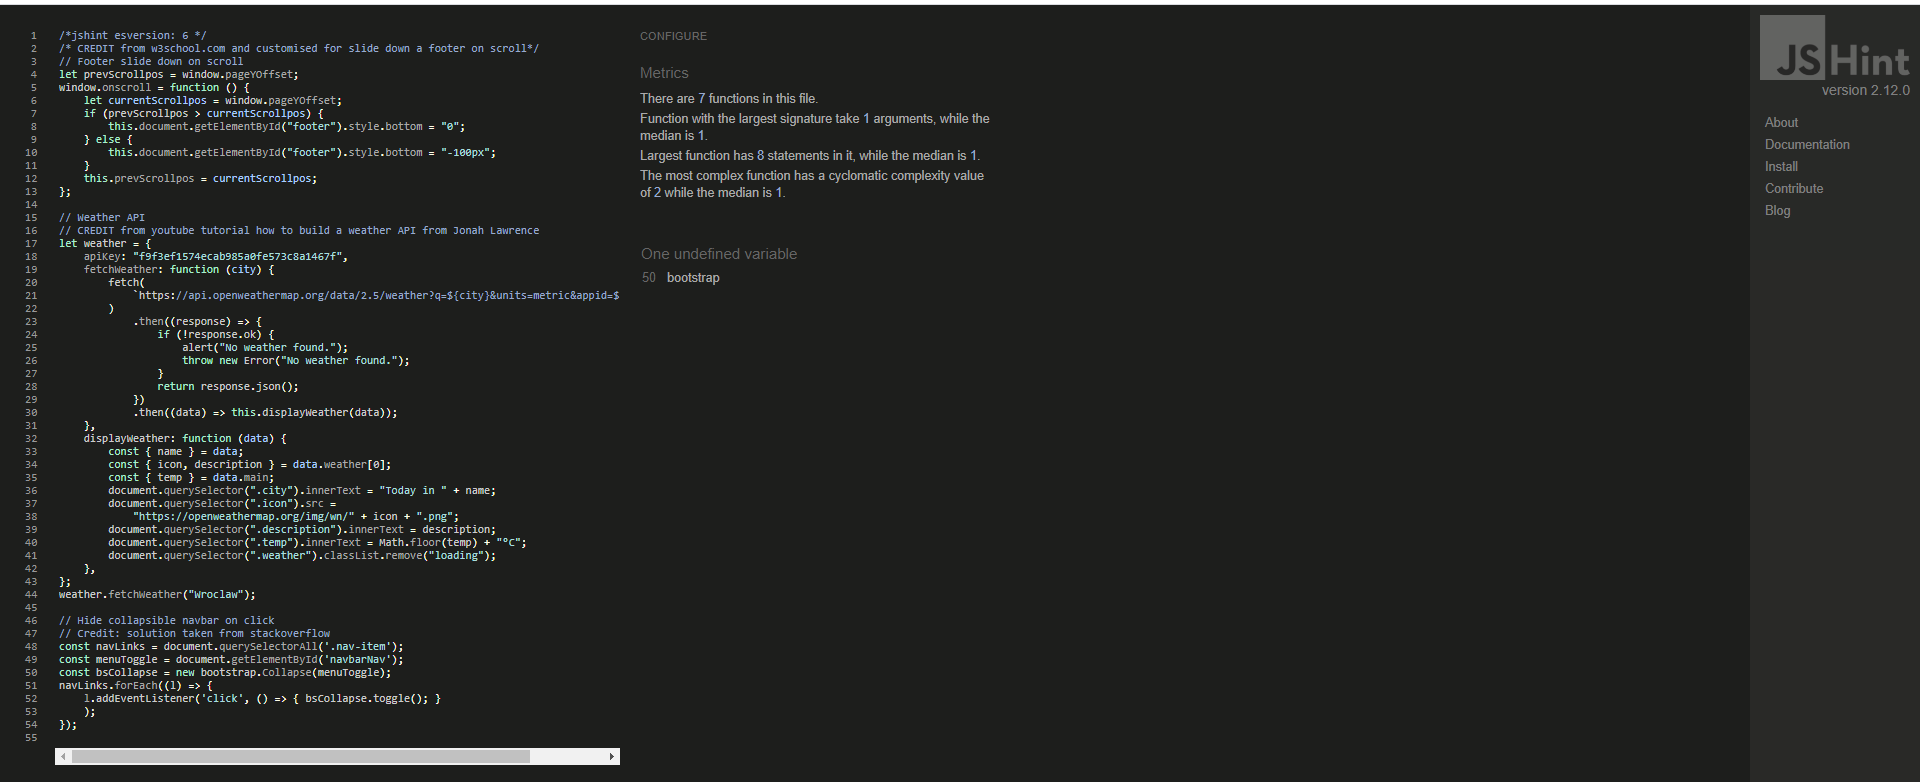 1 /*jshint esversion: 6 */
2 /* CREDIT from w3school.com and customised for slide down a footer on scroll*/
3 // Footer slide down on scroll
4 let prevScrollpos = window.pageYOffset;
5 window.onscroll = function () {
6 let currentScrollpos = window.pageYOffset;
7 if (prevScrollpos > currentScrollpos) {
8 this.document.getElementById("footer").style.bottom = "0";
9 } else {
10 this.document.getElementById("footer").style.bottom = "-100px";
11 }
12 this.prevScrollpos = currentScrollpos;
13 };
14
15 // Weather API
16 // CREDIT from youtube tutorial how to build a weather API from Jonah Lawrence
17 let weather = {
18 apiKey: "f9f3ef1574ecab985a0fe573c8a1467f",
19 fetchWeather: function (city) {
20 fetch(
21 `https://api.openweathermap.org/data/2.5/weather?q=${city}&units=metric&appid=$
22 )
23 .then((response) => {
24 if (!response.ok) {
25 alert("No weather found.");
26 throw new Error("No weather found.");
27 }
28 return response.json();
29 })
30 .then((data) => this.displayWeather(data));
31 },
32 displayWeather: function (data) {
33 const { name } = data;
34 const { icon, description } = data.weather[0];
35 const { temp } = data.main;
36 document.querySelector(".city").innerText = "Today in " + name;
37 document.querySelector(".icon").src =
38 "https://openweathermap.org/img/wn/" + icon + ".png";
39 document.querySelector(".description").innerText = description;
40 document.querySelector(".temp").innerText = Math.floor(temp) + "°C";
41 document.querySelector(".weather").classList.remove("loading");
42 },
43 };
44 weather.fetchWeather("Wroclaw");
45
46 // Hide collapsible navbar on click
47 // Credit: solution taken from stackoverflow
48 const navLinks = document.querySelectorAll('.nav-item');
49 const menuToggle = document.getElementById('navbarNav');
50 const bsCollapse = new bootstrap.Collapse(menuToggle);
51 navLinks.forEach((l) => {
52 l.addEventListener('click', () => { bsCollapse.toggle(); }
53 );
54 });
55
CONFIGURE
Metrics
There are 7 functions in this file.
Function with the largest signature take 1 arguments, while the
median is 1.
Largest function has 8 statements in it, while the median is 1.
The most complex function has a cyclomatic complexity value
of 2 while the median is 1.
One undefined variable
50 bootstrap
JSHint
version 2.12.0
About
Documentation
Install
Contribute
Blog